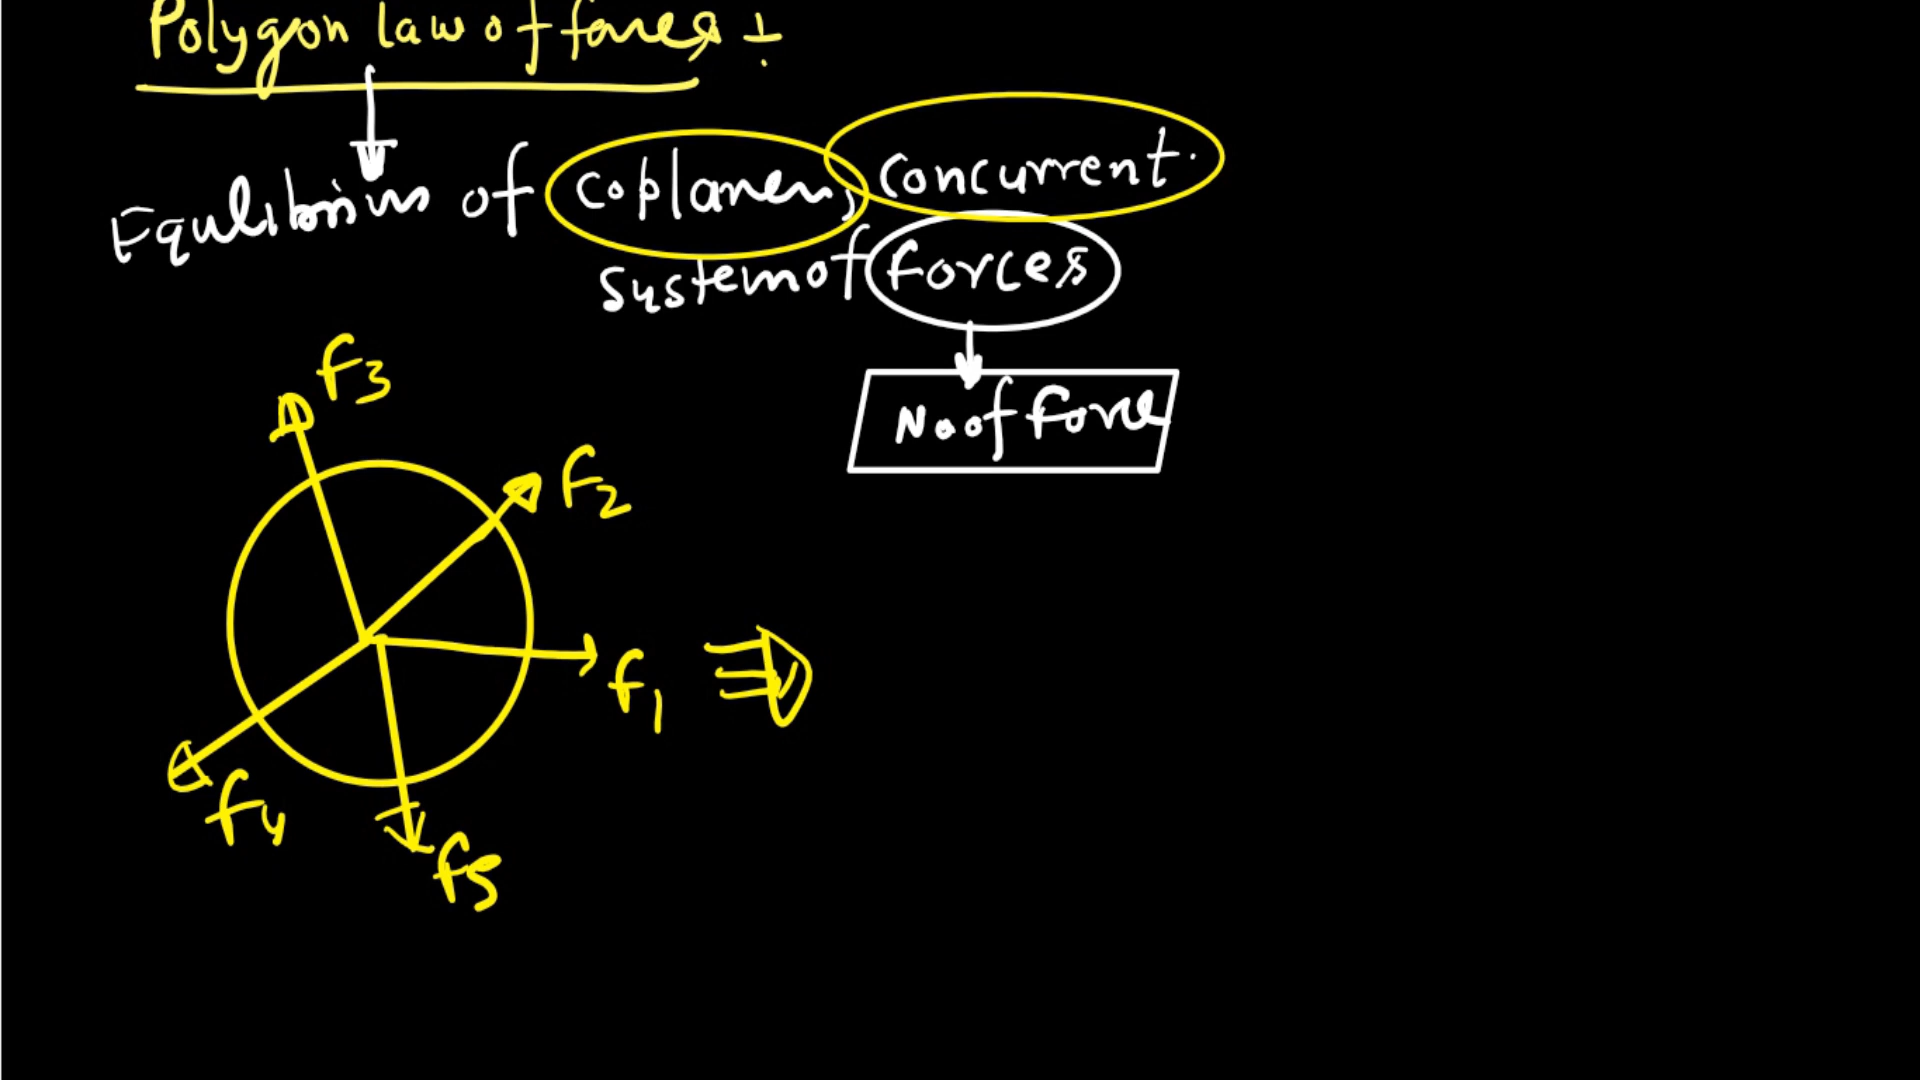 Polygon law of forces :-
Equlibrium of coplaner, concurrent.
system of forces
No of force
f3
f2
f1
f4
f5